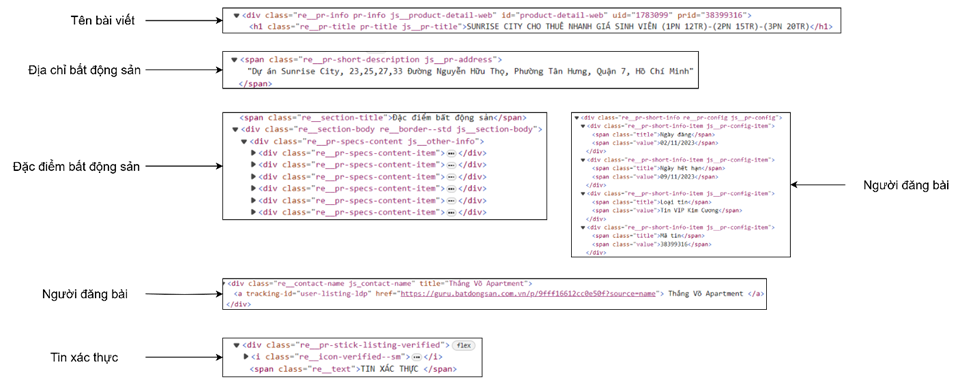 Tên bài viết
<div class="re__pr-info pr-info js__product-detail-web" id="product-detail-web" uid="1783099" prid="38399316">
<h1 class="re__pr-title pr-title js__pr-title">SUNRISE CITY CHO THUÊ NHANH GIÁ SINH VIÊN (1PN 12TR)-(2PN 15TR)-(3PN 20TR)</h1>
Địa chỉ bất động sản
<span class="re__pr-short-description js__pr-address">
"Dự án Sunrise City, 23,25,27,33 Đường Nguyễn Hữu Thọ, Phường Tân Hưng, Quận 7, Hồ Chí Minh"
</span>
Đặc điểm bất động sản
<span class="re__section-title">Đặc điểm bất động sản</span>
<div class="re__section-body re__border--std js__section-body">
<div class="re__pr-specs-content js__other-info">
<div class="re__pr-specs-content-item">…</div>
<div class="re__pr-specs-content-item">…</div>
<div class="re__pr-specs-content-item">…</div>
<div class="re__pr-specs-content-item">…</div>
<div class="re__pr-specs-content-item">…</div>
<div class="re__pr-specs-content-item">…</div>
<div class="re__pr-short-info re__pr-config js__pr-config">
<div class="re__pr-short-info-item js__pr-config-item">
<span class="title">Ngày đăng</span>
<span class="value">02/11/2023</span>
</div>
<div class="re__pr-short-info-item js__pr-config-item">
<span class="title">Ngày hết hạn</span>
<span class="value">09/11/2023</span>
</div>
<div class="re__pr-short-info-item js__pr-config-item">
<span class="title">Loại tin</span>
<span class="value">Tin VIP Kim Cương</span>
</div>
<div class="re__pr-short-info-item js__pr-config-item">
<span class="title">Mã tin</span>
<span class="value">38399316</span>
</div>
Người đăng bài
Người đăng bài
<div class="re__contact-name js_contact-name" title="Thắng Võ Apartment">
<a tracking-id="user-listing-ldp" href="https://guru.batdongsan.com.vn/p/9fff16612cc0e50f?source=name"> Thắng Võ Apartment </a>
</div>
Tin xác thực
<div class="re__pr-stick-listing-verified"> flex
<i class="re__icon-verified--sm">…</i>
<span class="re__text">TIN XÁC THỰC </span>